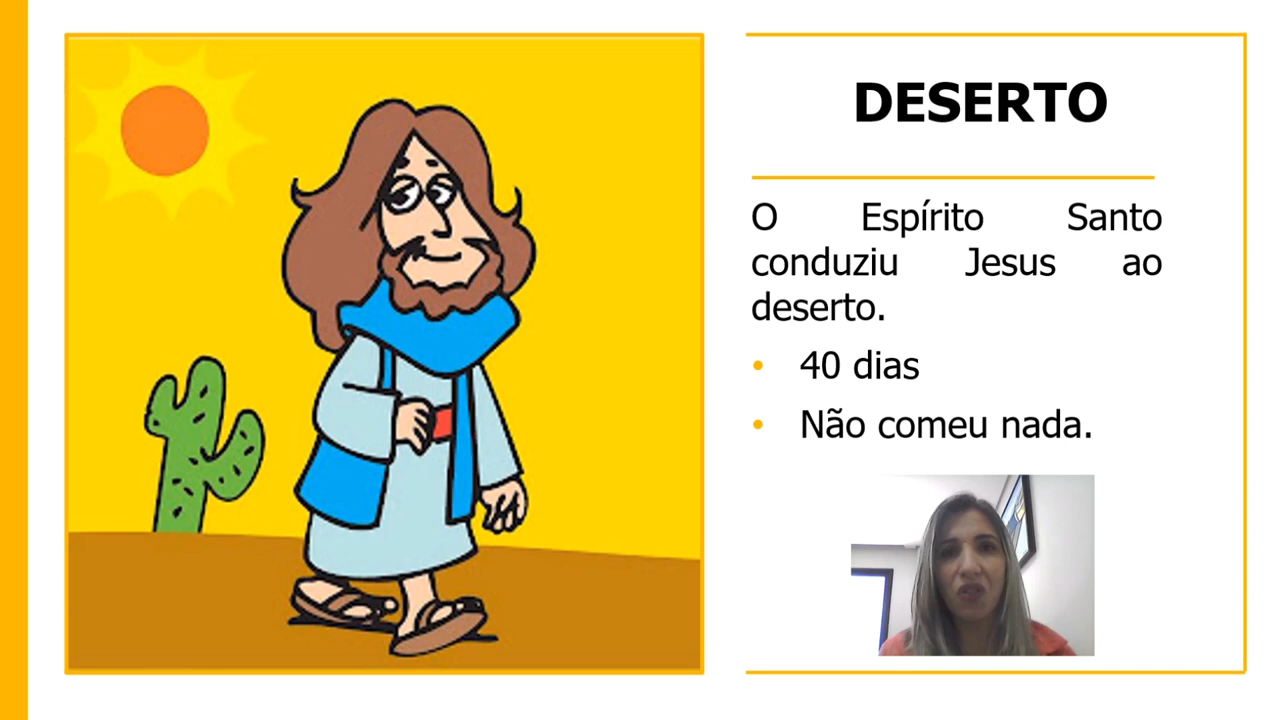 DESERTO
O Espírito Santo
conduziu Jesus ao
deserto.
• 40 dias
• Não comeu nada.